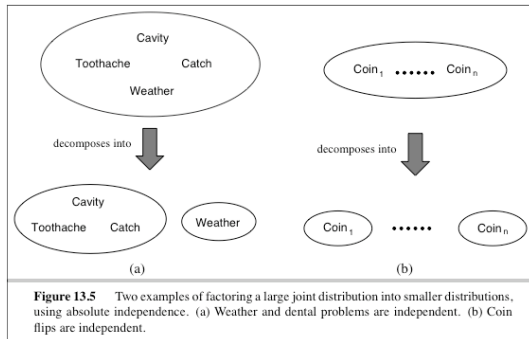 Cavity
Toothache Catch
Weather
Coin1 •••••• Coinn
decomposes into
decomposes into
Cavity
Toothache Catch
Weather
Coin1 •••••• Coinn
(a)
(b)
Figure 13.5 Two examples of factoring a large joint distribution into smaller distributions,
using absolute independence. (a) Weather and dental problems are independent. (b) Coin
flips are independent.